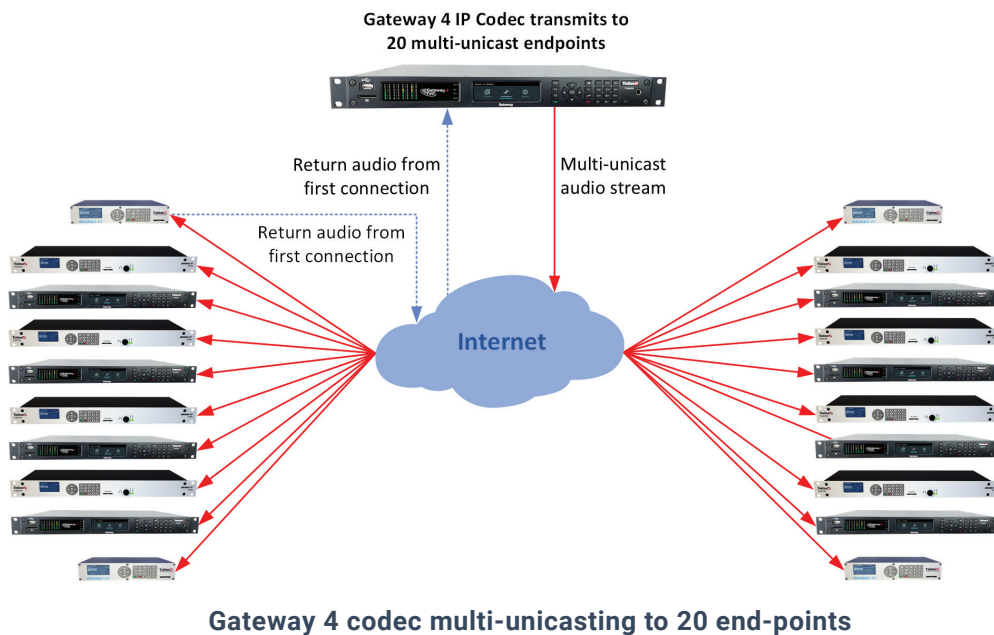 Gateway 4 IP Codec transmits to
20 multi-unicast endpoints
Gateway
Return audio from
first connection
Multi-unicast
audio stream
Return audio from
first connection
Internet
Gateway 4 codec multi-unicasting to 20 end-points